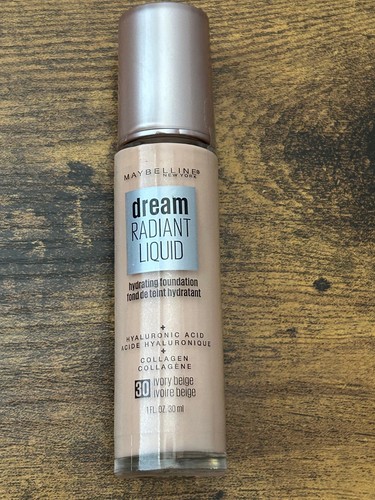 MAYBELLINE®
NEW YORK
dream
RADIANT
LIQUID
hydrating foundation
fond de teint hydratant
+
HYALURONIC ACID
ACIDE HYALURONIQUE
+
COLLAGEN
COLLAGÈNE
30 ivory beige
ivoire beige
1 FL. OZ. 30 ml